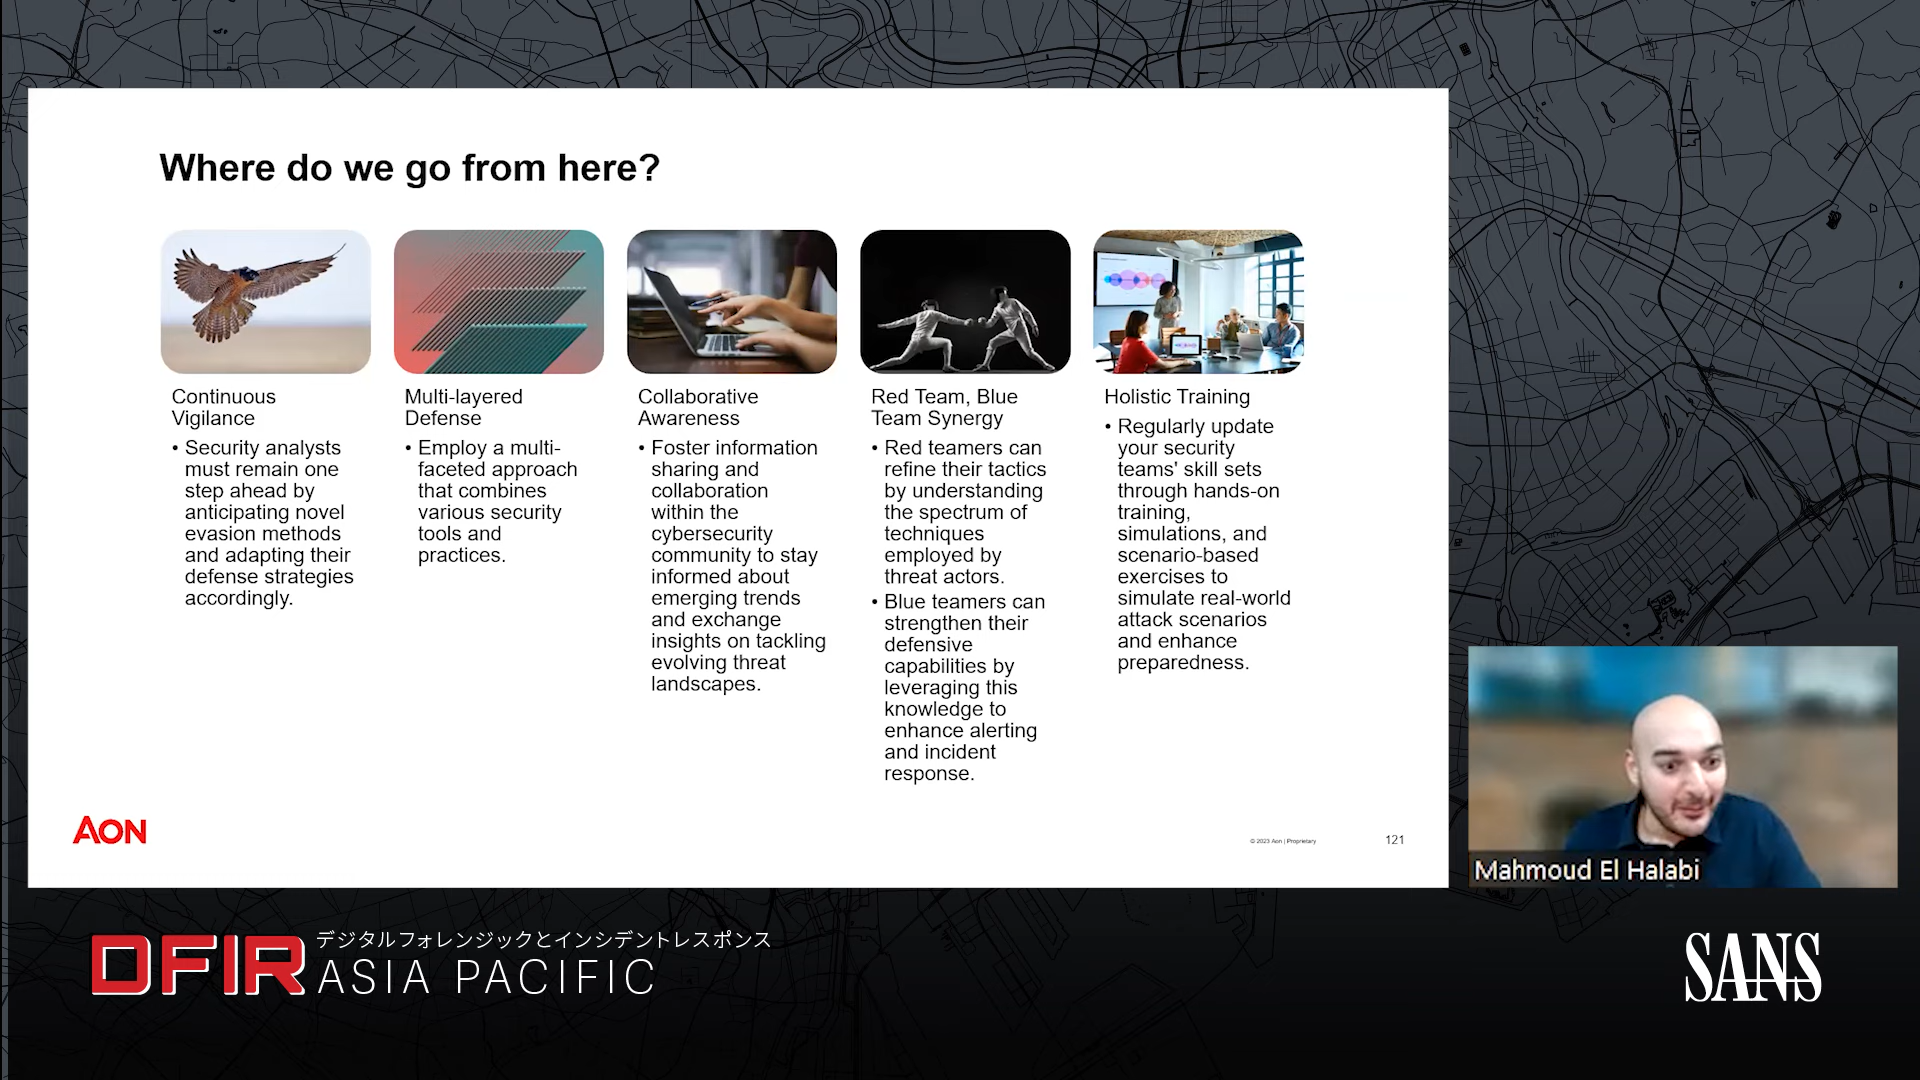 Where do we go from here?
Continuous
Vigilance
• Security analysts
must remain one
step ahead by
anticipating novel
evasion methods
and adapting their
defense strategies
accordingly.
Multi-layered
Defense
• Employ a multi-
faceted approach
that combines
various security
tools and
practices.
Collaborative
Awareness
• Foster information
sharing and
collaboration
within the
cybersecurity
community to stay
informed about
emerging trends
and exchange
insights on tackling
evolving threat
landscapes.
Red Team, Blue
Team Synergy
• Red teamers can
refine their tactics
by understanding
the spectrum of
techniques
employed by
threat actors.
• Blue teamers can
strengthen their
defensive
capabilities by
leveraging this
knowledge to
enhance alerting
and incident
response.
Holistic Training
• Regularly update
your security
teams' skill sets
through hands-on
training,
simulations, and
scenario-based
exercises to
simulate real-world
attack scenarios
and enhance
preparedness.
AON
© 2023 Aon | Proprietary
121
Mahmoud El Halabi
DFIR
デジタルフォレンジックとインシデントレスポンス
ASIA PACIFIC
SANS